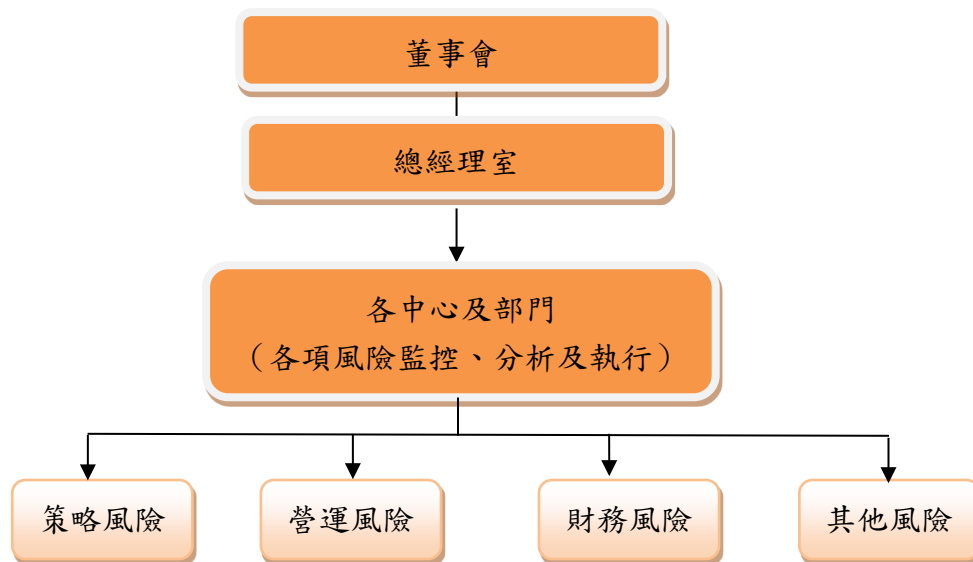 董事會
總經理室
各中心及部門
（各項風險監控、分析及執行）
策略風險
營運風險
財務風險
其他風險